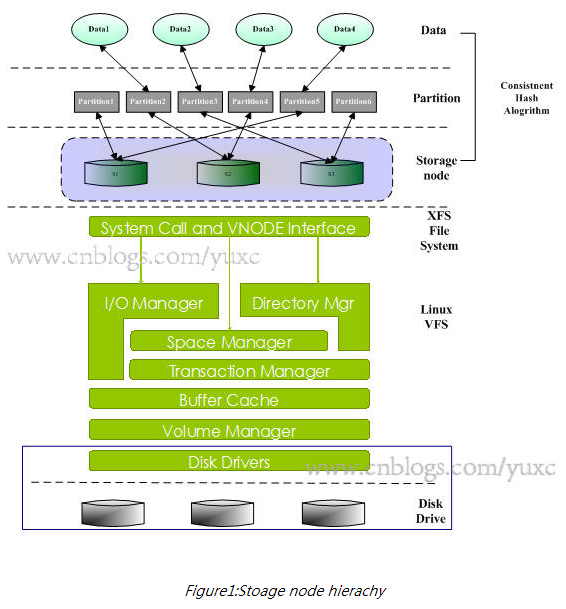 Data1 Data2 Data3 Data4 Data
Consistnent
Hash
Alogrithm
Partition1 Partition2 Partition3 Partition4 Partition5 Partition6 Partition
S1 S2 S3
Storage
node
XFS
File
System
System Call and VNODE Interface
www.cnblogs.com/yuxc
I/O Manager Directory Mgr
Linux
VFS
Space Manager
Transaction Manager
Buffer Cache
Volume Manager
Disk Drivers
www.cnblogs.com/yuxc
Disk
Drive
Figure1:Stoage node hierachy